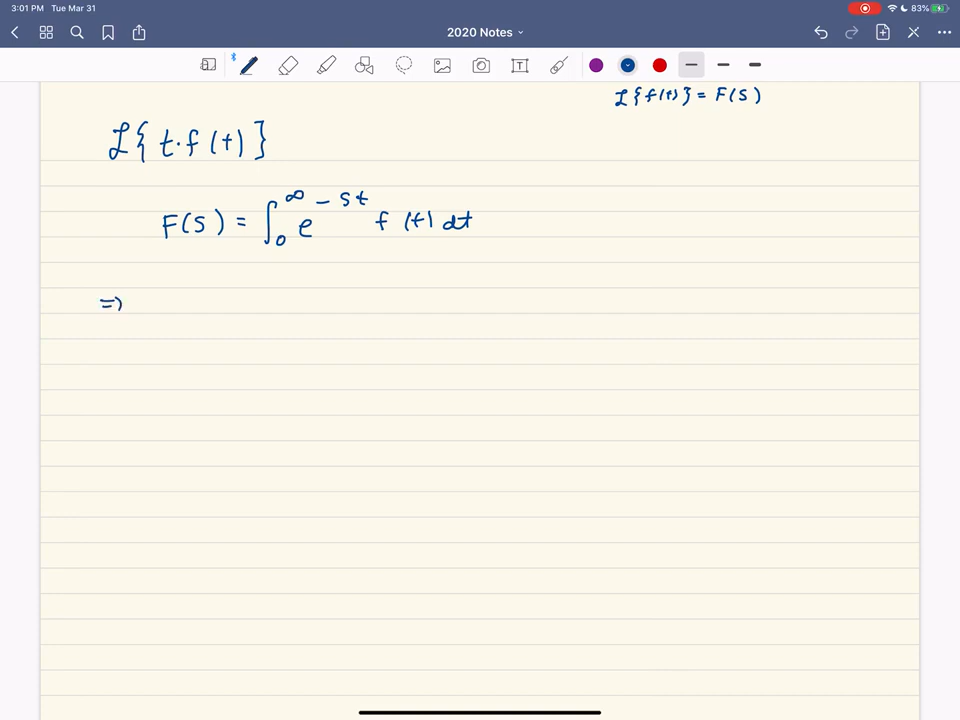 3:01 PM Tue Mar 31
83%
2020 Notes
T
ℒ{f(t)} = F(S)
ℒ{t·f(t)}
F(S) = ∫₀^∞ e^{-st} f(t) dt
=>